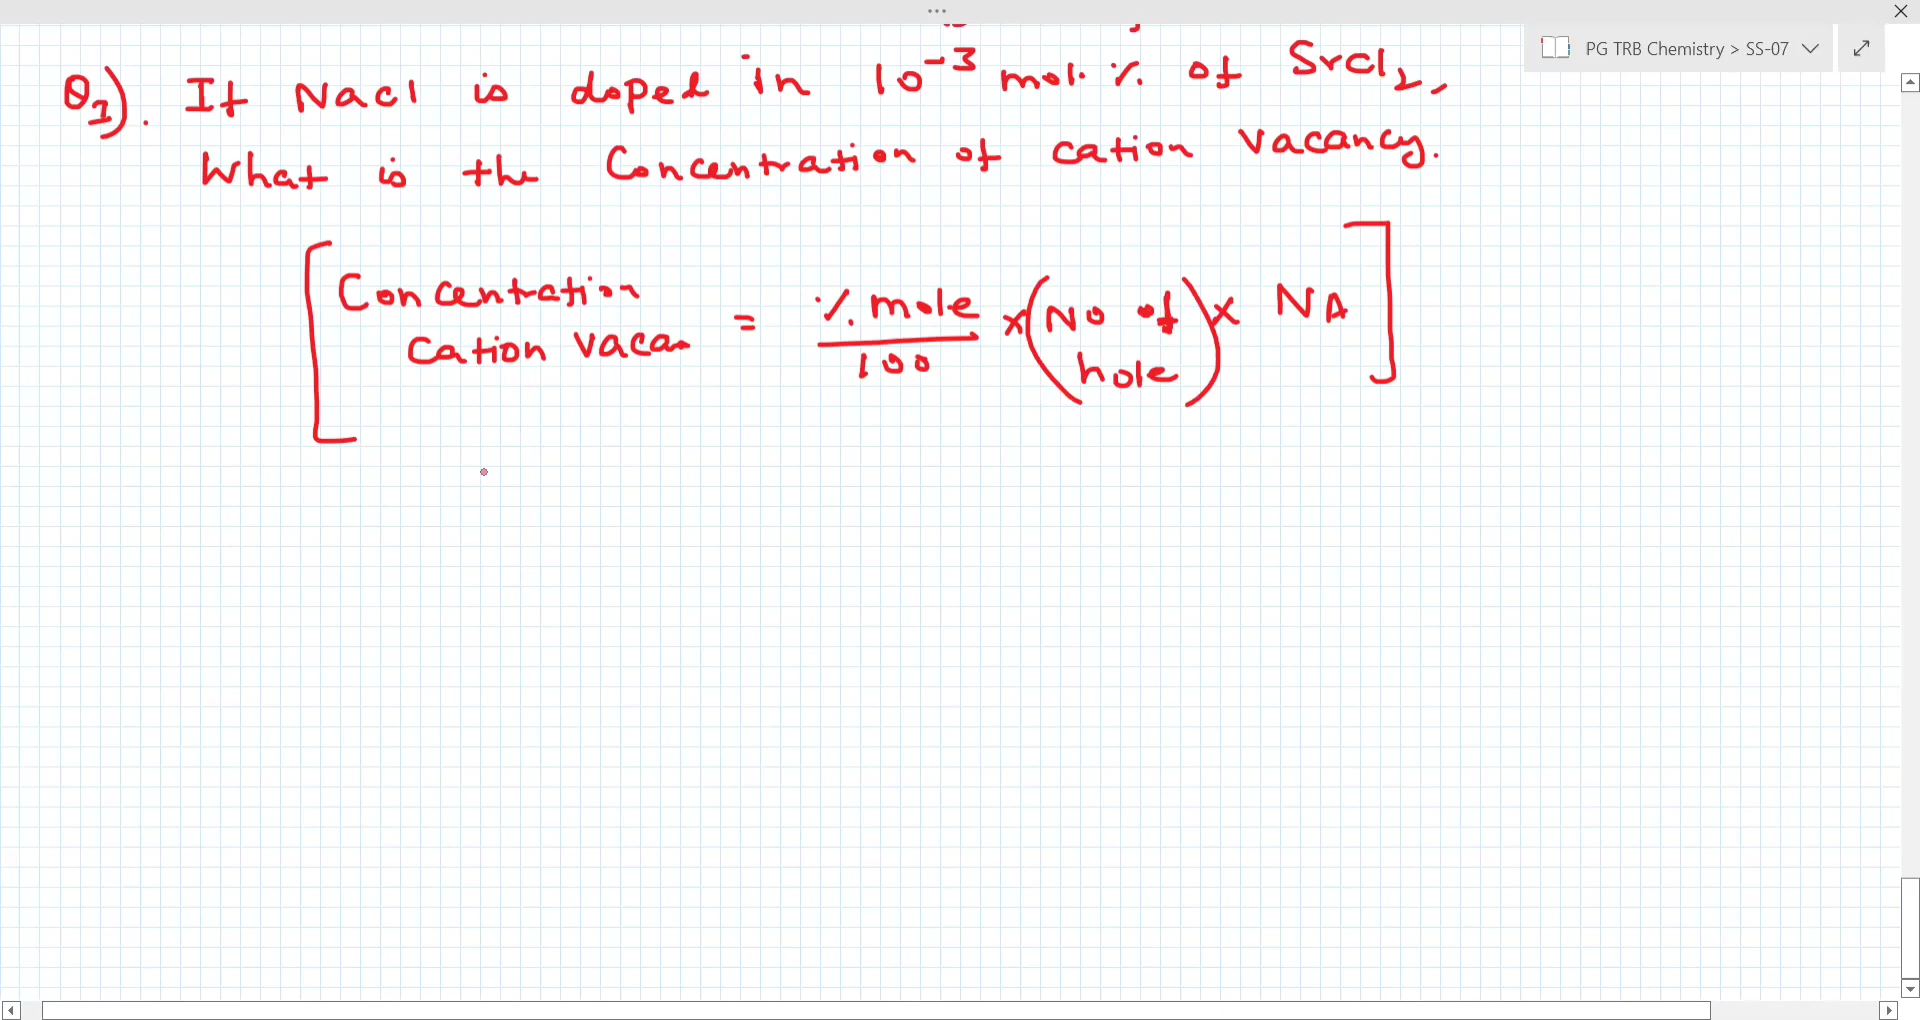 PG TRB Chemistry > SS-07
Q1). If NaCl is doped in 10⁻³ mol. % of SrCl₂,
What is the Concentration of cation vacancy.
[Concentration cation vacan = % mole / 100 × (No of hole) × NA]